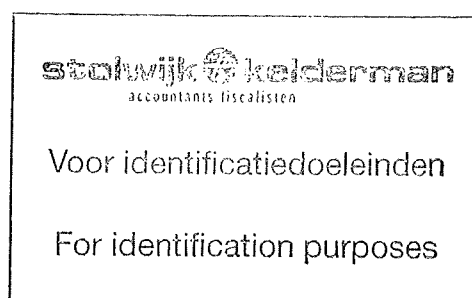 stolwijk kelderman
accountants fiscalisten
Voor identificatiedoeleinden
For identification purposes